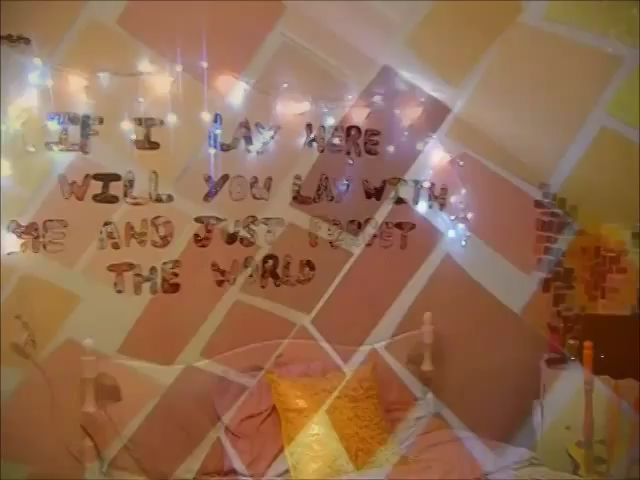 IF I LAY HERE
WILL YOU LAY WITH
ME AND JUST FORGET
THE WORLD